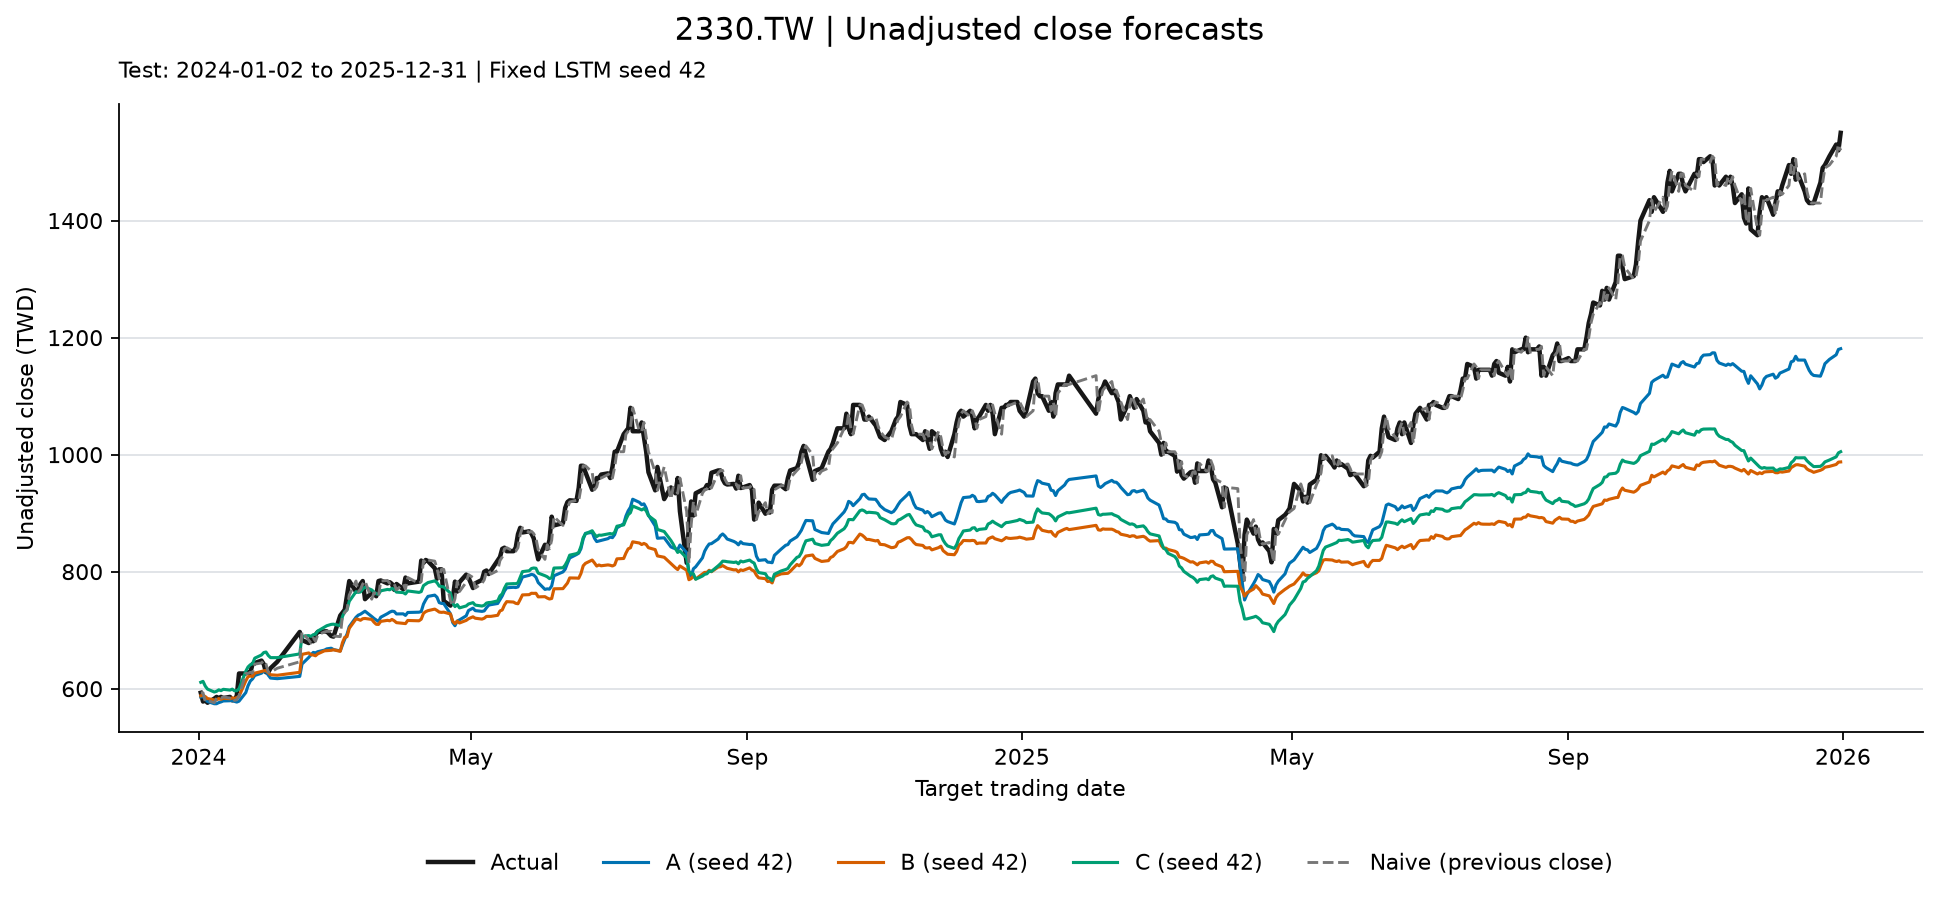 2330.TW | Unadjusted close forecasts
Test: 2024-01-02 to 2025-12-31 | Fixed LSTM seed 42
Unadjusted close (TWD)
1400
1200
1000
800
600
2024 May Sep 2025 May Sep 2026
Target trading date
Actual A (seed 42) B (seed 42) C (seed 42) Naive (previous close)